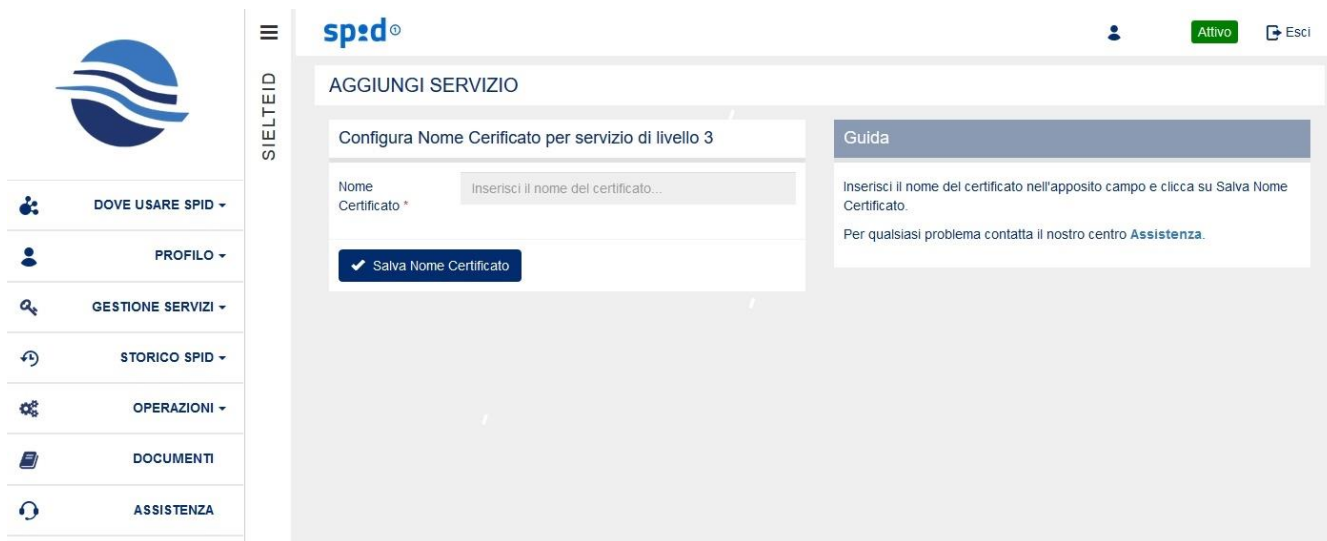 SIELTEID
DOVE USARE SPID
PROFILO
GESTIONE SERVIZI
STORICO SPID
OPERAZIONI
DOCUMENTI
ASSISTENZA
spid
Attivo
Esci
AGGIUNGI SERVIZIO
Configura Nome Cerificato per servizio di livello 3
Nome
Certificato *
Inserisci il nome del certificato...
Salva Nome Certificato
Guida
Inserisci il nome del certificato nell'apposito campo e clicca su Salva Nome
Certificato.
Per qualsiasi problema contatta il nostro centro Assistenza.